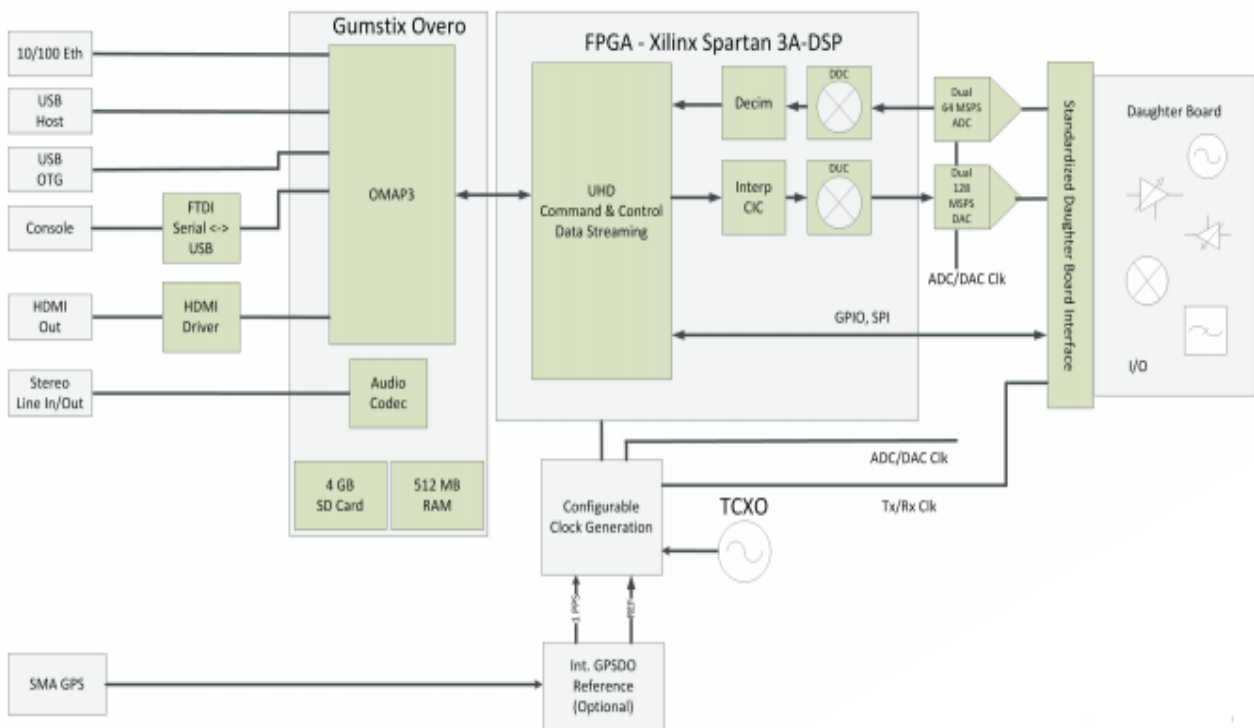 Gumstix Overo
FPGA - Xilinx Spartan 3A-DSP
10/100 Eth
USB
Host
USB
OTG
Console
FTDI
Serial <->
USB
HDMI
Out
HDMI
Driver
Stereo
Line In/Out
OMAP3
Audio
Codec
4 GB
SD Card
512 MB
RAM
UHD
Command & Control
Data Streaming
Decim
DDC
Interp
CIC
DUC
Dual
64 MSPS
ADC
Dual
128
MSPS
DAC
ADC/DAC Clk
GPIO, SPI
Standardized Daughter Board Interface
Daughter Board
I/O
ADC/DAC Clk
Tx/Rx Clk
Configurable
Clock Generation
TCXO
1 PPS
REF
SMA GPS
Int. GPSDO
Reference
(Optional)